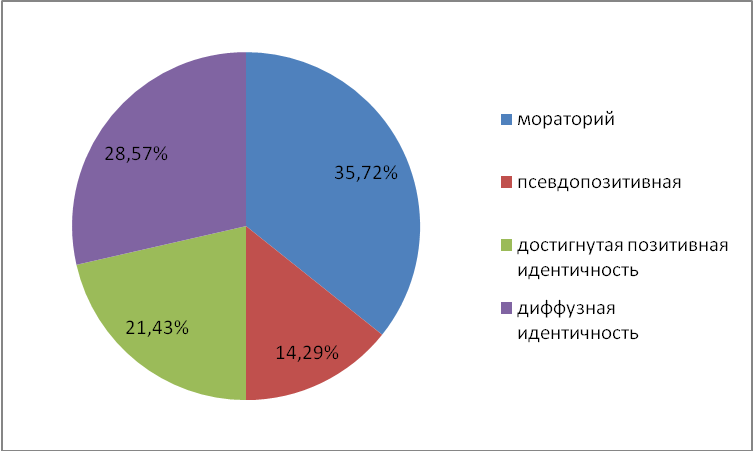 28,57%
35,72%
21,43%
14,29%
мораторий
псевдопозитивная
достигнутая позитивная
идентичность
диффузная
идентичность